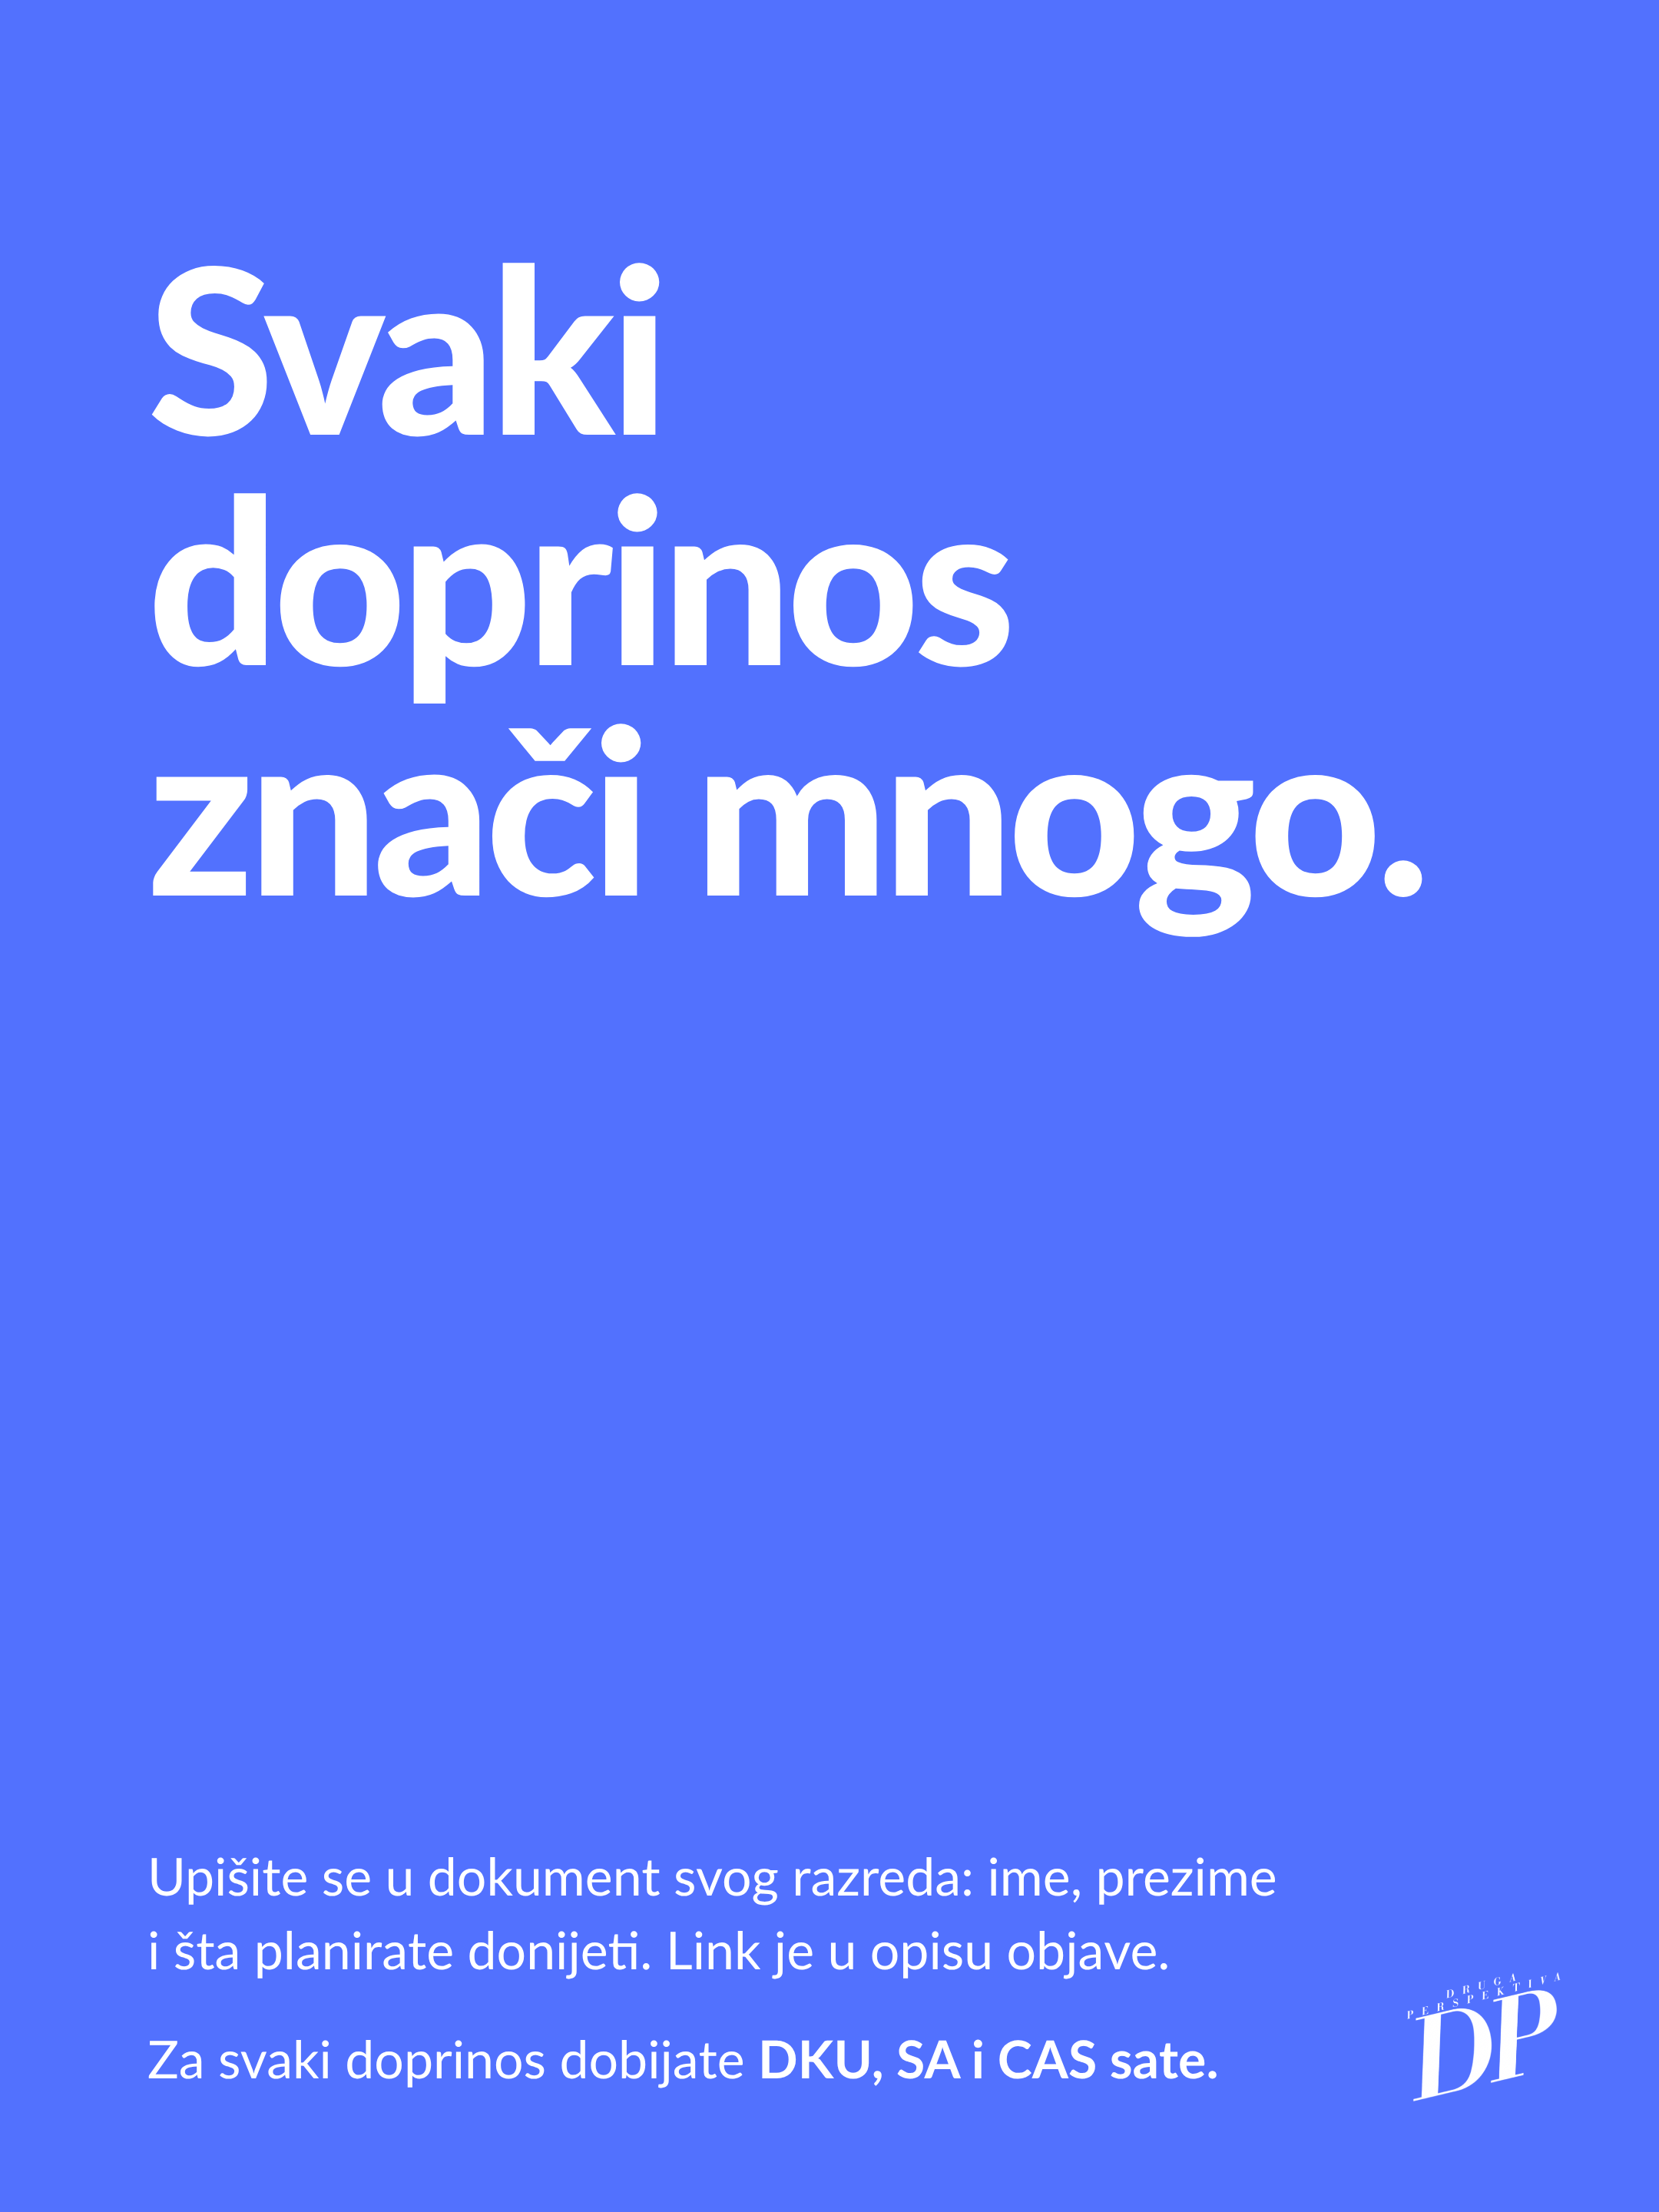 Svaki
doprinos
znači mnogo.
Upišite se u dokument svog razreda: ime, prezime
i šta planirate donijeti. Link je u opisu objave.
Za svaki doprinos dobijate DKU, SA i CAS sate.
DRUGA
PERSPEKTIVA
DP